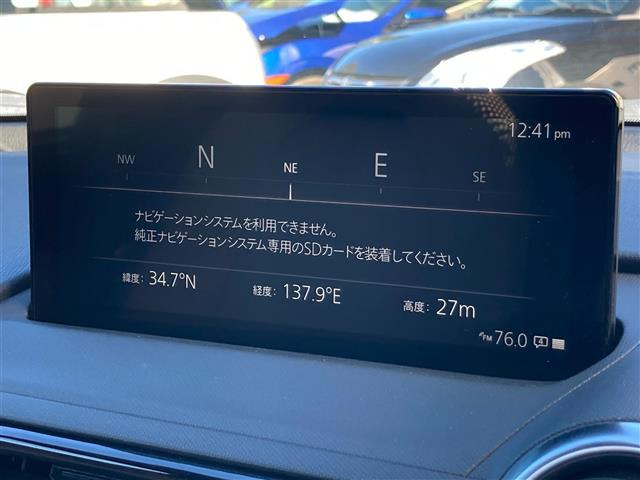 12:41 pm
NW N NE E SE
ナビゲーションシステムを利用できません。
純正ナビゲーションシステム専用のSDカードを装着してください。
緯度: 34.7°N 経度: 137.9°E 高度: 27m
FM 76.0 4